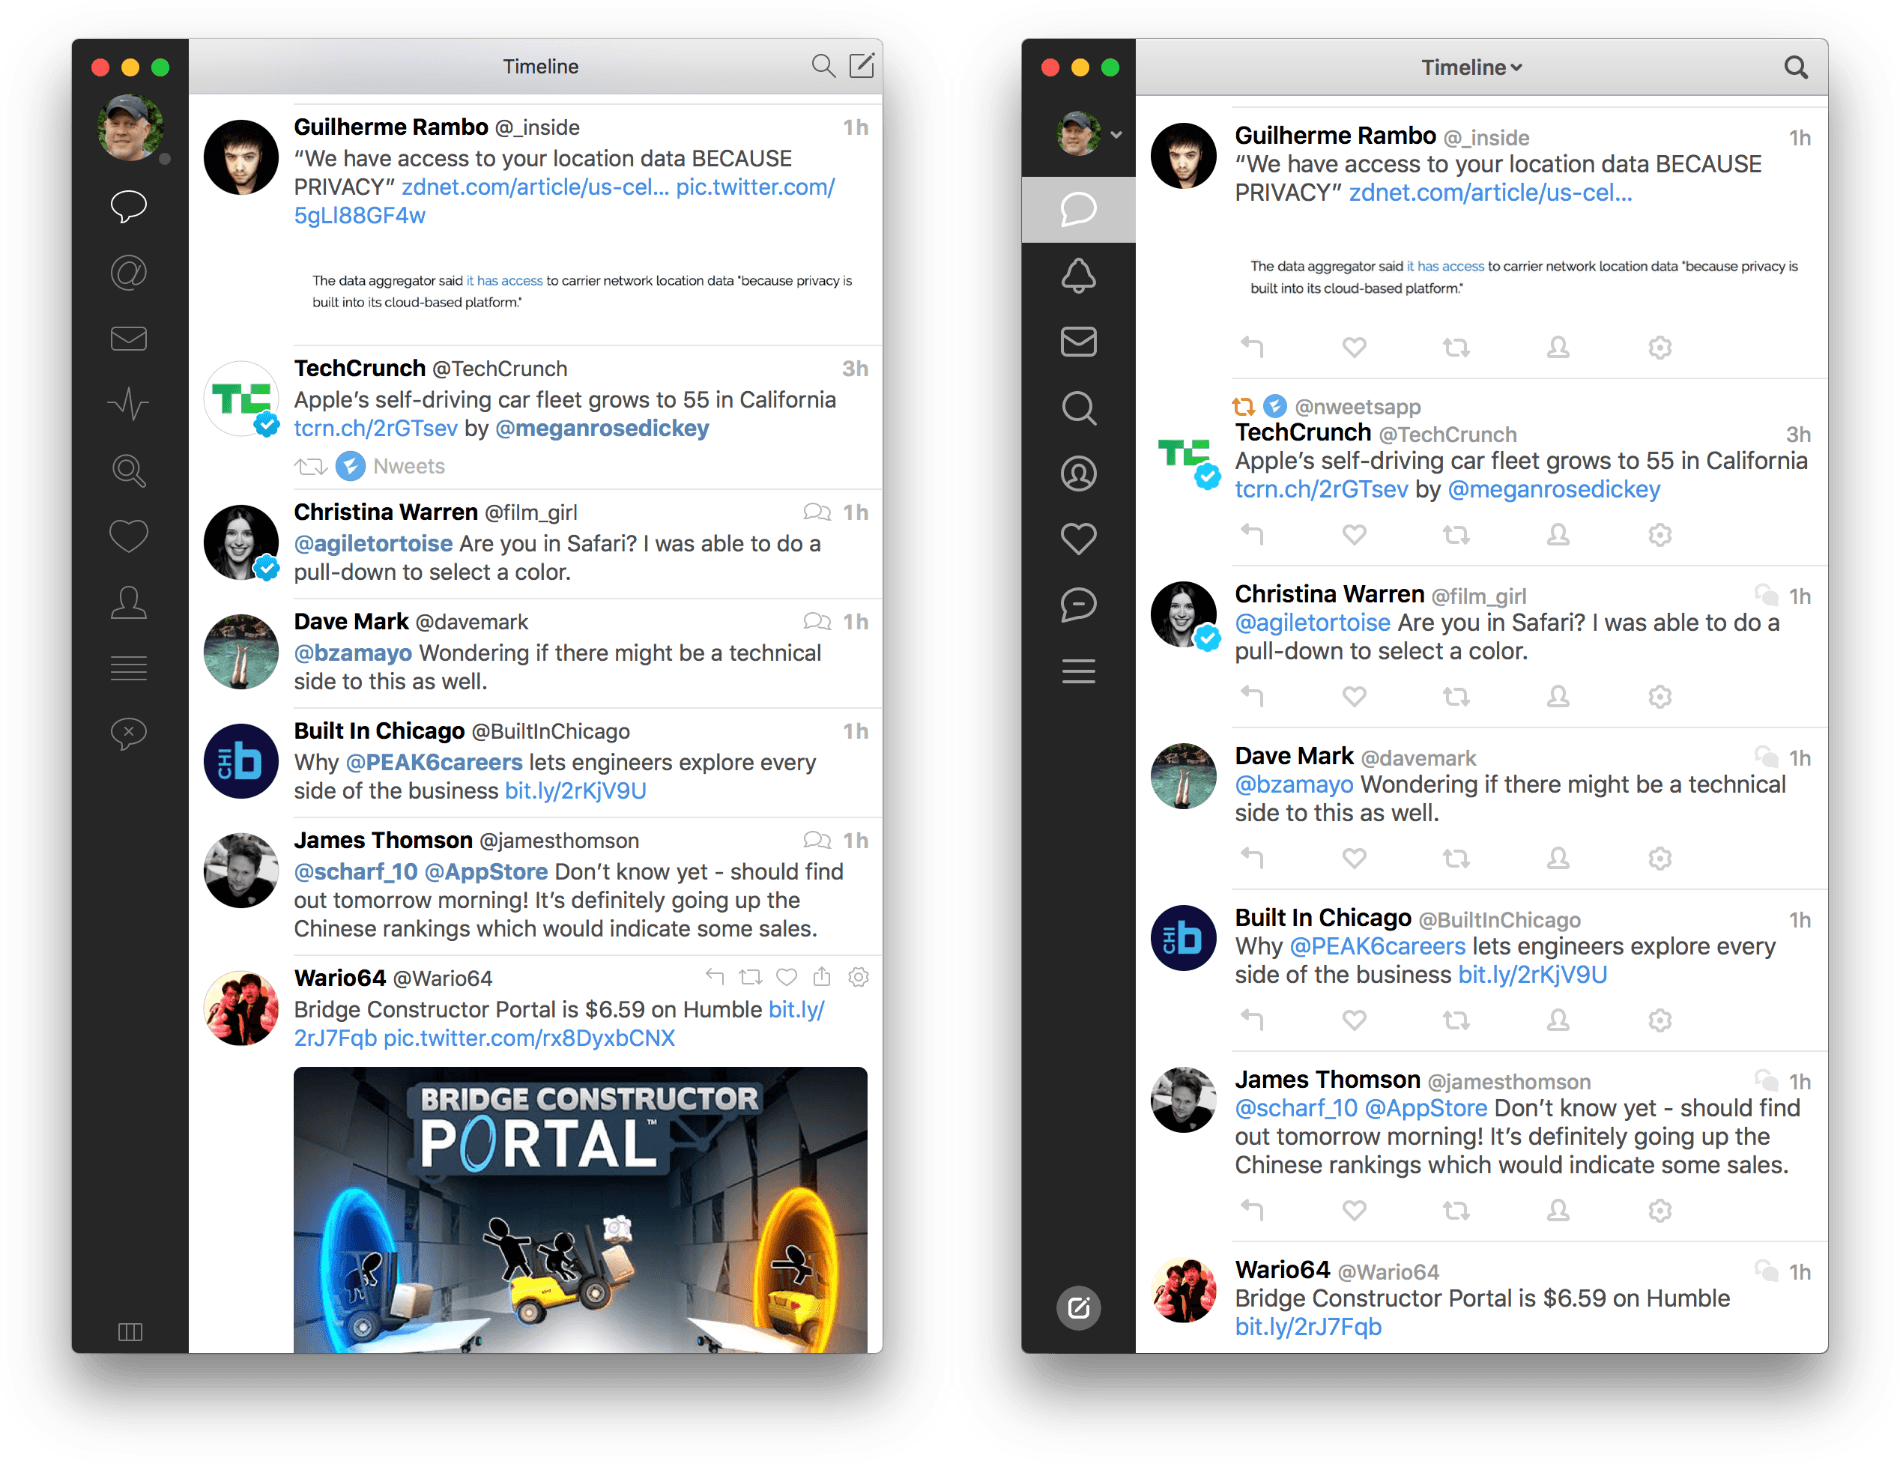 Timeline
Guilherme Rambo @_inside 1h
“We have access to your location data BECAUSE
PRIVACY” zdnet.com/article/us-cel... pic.twitter.com/
5gLl88GF4w
The data aggregator said it has access to carrier network location data "because privacy is
built into its cloud-based platform."
TechCrunch @TechCrunch 3h
Apple’s self-driving car fleet grows to 55 in California
tcrn.ch/2rGTsev by @meganrosedickey
Nweets
Christina Warren @film_girl 1h
@agiletortoise Are you in Safari? I was able to do a
pull-down to select a color.
Dave Mark @davemark 1h
@bzamayo Wondering if there might be a technical
side to this as well.
CHI b
Built In Chicago @BuiltInChicago 1h
Why @PEAK6careers lets engineers explore every
side of the business bit.ly/2rKjV9U
James Thomson @jamesthomson 1h
@scharf_10 @AppStore Don’t know yet - should find
out tomorrow morning! It’s definitely going up the
Chinese rankings which would indicate some sales.
Wario64 @Wario64
Bridge Constructor Portal is $6.59 on Humble bit.ly/
2rJ7Fqb pic.twitter.com/rx8DyxbCNX
BRIDGE CONSTRUCTOR
PORTAL™
Timeline
Guilherme Rambo @_inside 1h
“We have access to your location data BECAUSE
PRIVACY” zdnet.com/article/us-cel...
The data aggregator said it has access to carrier network location data "because privacy is
built into its cloud-based platform."
@nweetsapp
TechCrunch @TechCrunch 3h
Apple’s self-driving car fleet grows to 55 in California
tcrn.ch/2rGTsev by @meganrosedickey
Christina Warren @film_girl 1h
@agiletortoise Are you in Safari? I was able to do a
pull-down to select a color.
Dave Mark @davemark 1h
@bzamayo Wondering if there might be a technical
side to this as well.
CHI b
Built In Chicago @BuiltInChicago 1h
Why @PEAK6careers lets engineers explore every
side of the business bit.ly/2rKjV9U
James Thomson @jamesthomson 1h
@scharf_10 @AppStore Don’t know yet - should find
out tomorrow morning! It’s definitely going up the
Chinese rankings which would indicate some sales.
Wario64 @Wario64 1h
Bridge Constructor Portal is $6.59 on Humble
bit.ly/2rJ7Fqb